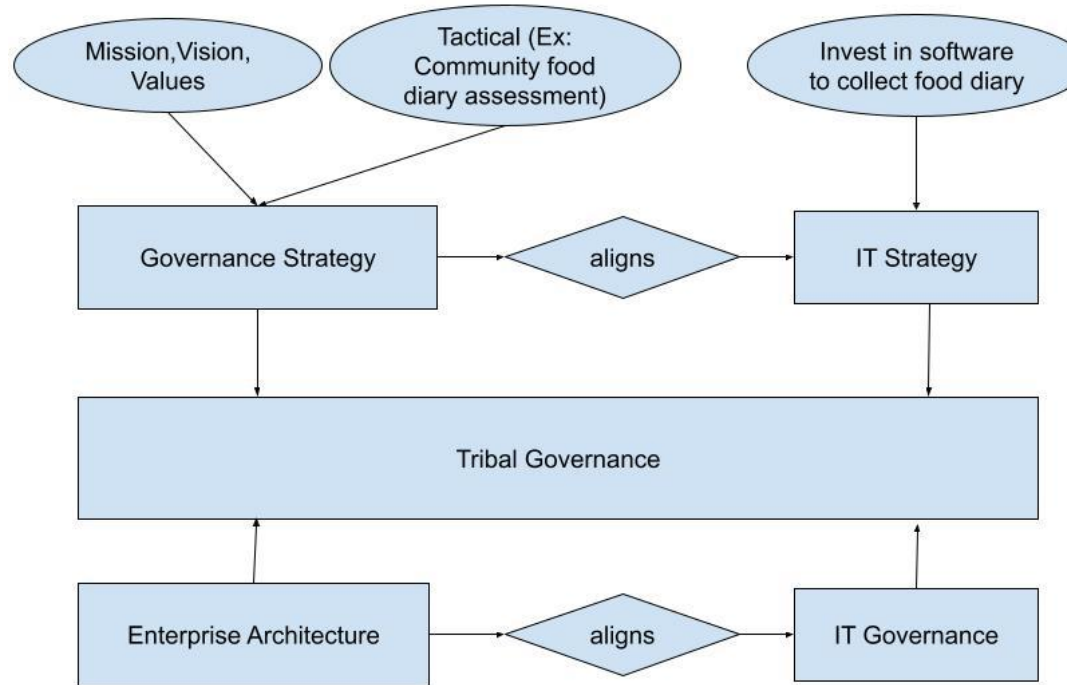 Mission,Vision,
Values
Tactical (Ex:
Community food
diary assessment)
Invest in software
to collect food diary
Governance Strategy
aligns
IT Strategy
Tribal Governance
Enterprise Architecture
aligns
IT Governance